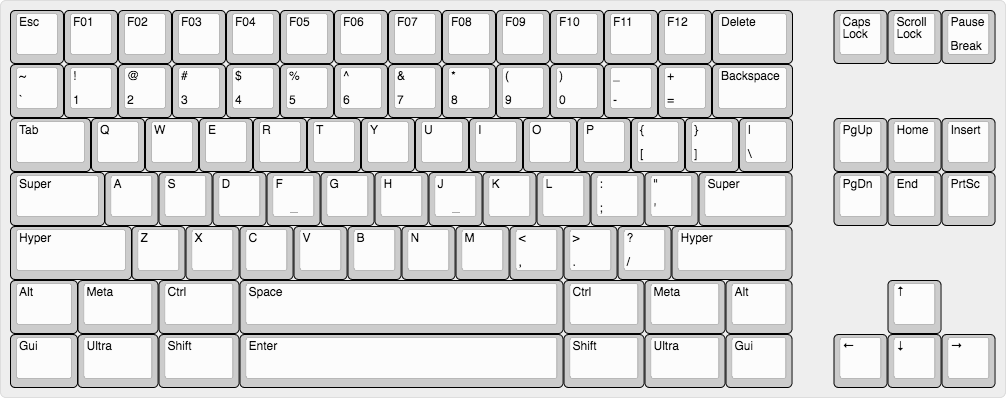 Esc F01 F02 F03 F04 F05 F06 F07 F08 F09 F10 F11 F12 Delete Caps Lock Scroll Lock Pause Break
~ ` ! 1 @ 2 # 3 $ 4 % 5 ^ 6 & 7 * 8 ( 9 ) 0 _ - + = Backspace
Tab Q W E R T Y U I O P { [ } ] | \ PgUp Home Insert
Super A S D F _ G H J _ K L : ; " ' Super PgDn End PrtSc
Hyper Z X C V B N M < , > . ? / Hyper
Alt Meta Ctrl Space Ctrl Meta Alt ↑
Gui Ultra Shift Enter Shift Ultra Gui ← ↓ →